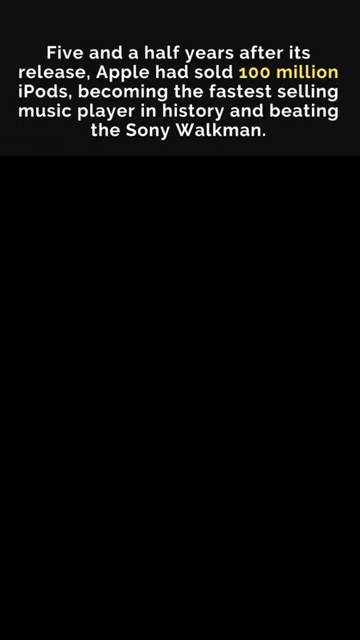 Five and a half years after its
release, Apple had sold 100 million
iPods, becoming the fastest selling
music player in history and beating
the Sony Walkman.